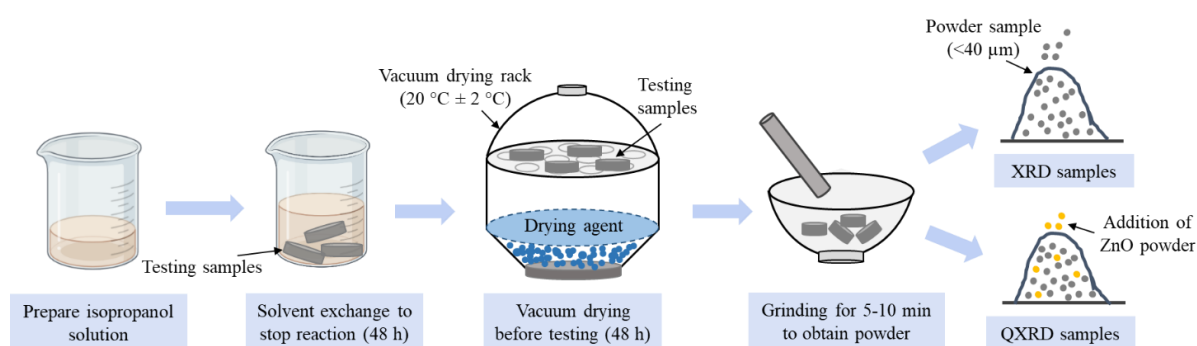 Testing samples
Vacuum drying rack
(20 °C ± 2 °C)
Testing
samples
Drying agent
Powder sample
(<40 µm)
XRD samples
Addition of
ZnO powder
Prepare isopropanol
solution
Solvent exchange to
stop reaction (48 h)
Vacuum drying
before testing (48 h)
Grinding for 5-10 min
to obtain powder
QXRD samples